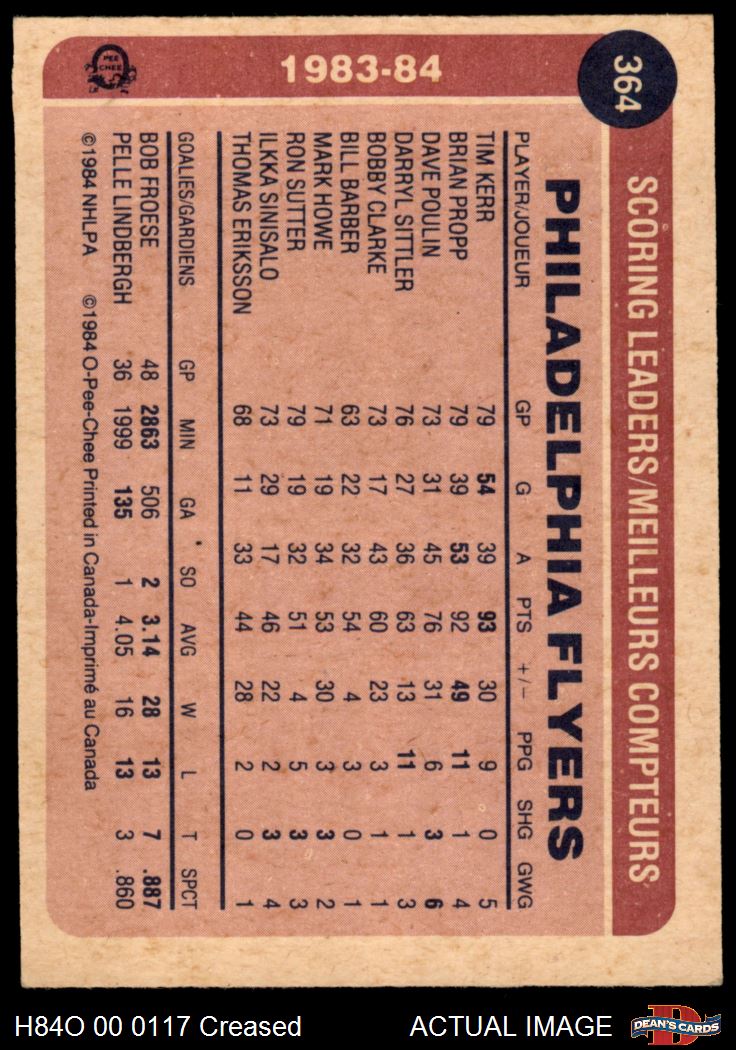 364
1983-84
PEE
CHEE
SCORING LEADERS/MEILLEURS COMPTEURS
PHILADELPHIA FLYERS
PLAYER/JOUEUR GP G A PTS +/- PPG SHG GWG
TIM KERR 79 54 39 93 30 9 0 5
BRIAN PROPP 79 39 53 92 49 11 1 4
DAVE POULIN 73 31 45 76 31 6 3 6
DARRYL SITTLER 76 27 36 63 13 11 1 3
BOBBY CLARKE 73 17 43 60 23 3 1 1
BILL BARBER 63 22 32 54 4 3 0 1
MARK HOWE 71 19 34 53 30 3 3 2
RON SUTTER 79 19 32 51 4 5 3 3
ILKKA SINISALO 73 29 17 46 22 2 3 4
THOMAS ERIKSSON 68 11 33 44 28 2 0 1
GOALIES/GARDIENS GP MIN GA SO AVG W L T SPCT
BOB FROESE 48 2863 506 2 3.14 28 13 7 .887
PELLE LINDBERGH 36 1999 135 1 4.05 16 13 3 .860
©1984 NHLPA ©1984 O-Pee-Chee Printed in Canada-Imprimé au Canada
H84O 00 0117 Creased ACTUAL IMAGE
D
DEAN'S CARDS